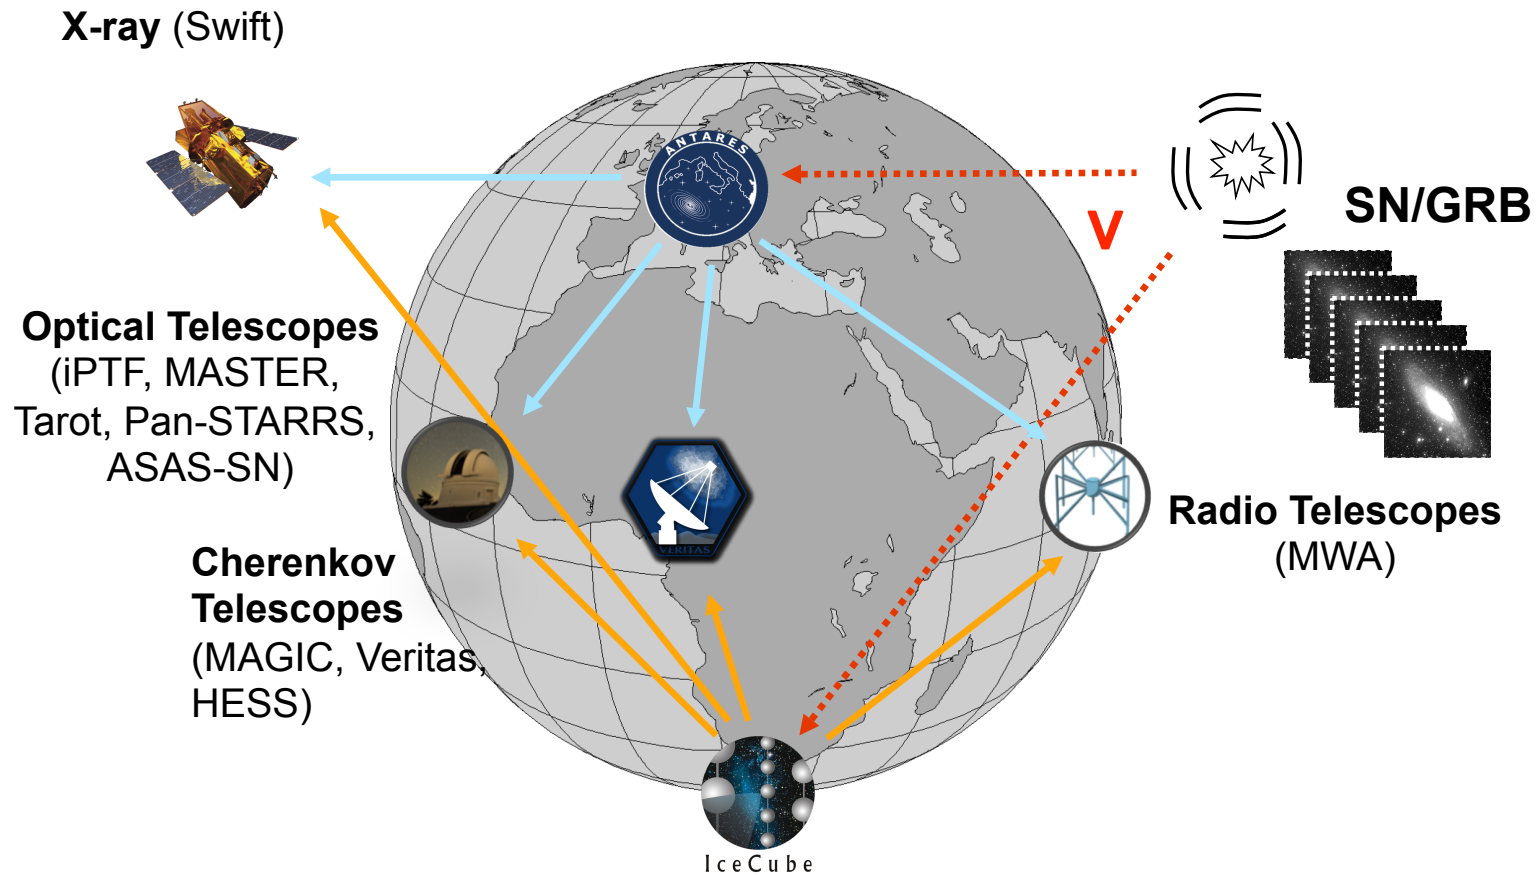 X-ray (Swift)
ANTARES
ν
SN/GRB
Optical Telescopes
(iPTF, MASTER,
Tarot, Pan-STARRS,
ASAS-SN)
VERITAS
Radio Telescopes
(MWA)
Cherenkov
Telescopes
(MAGIC, Veritas,
HESS)
IceCube